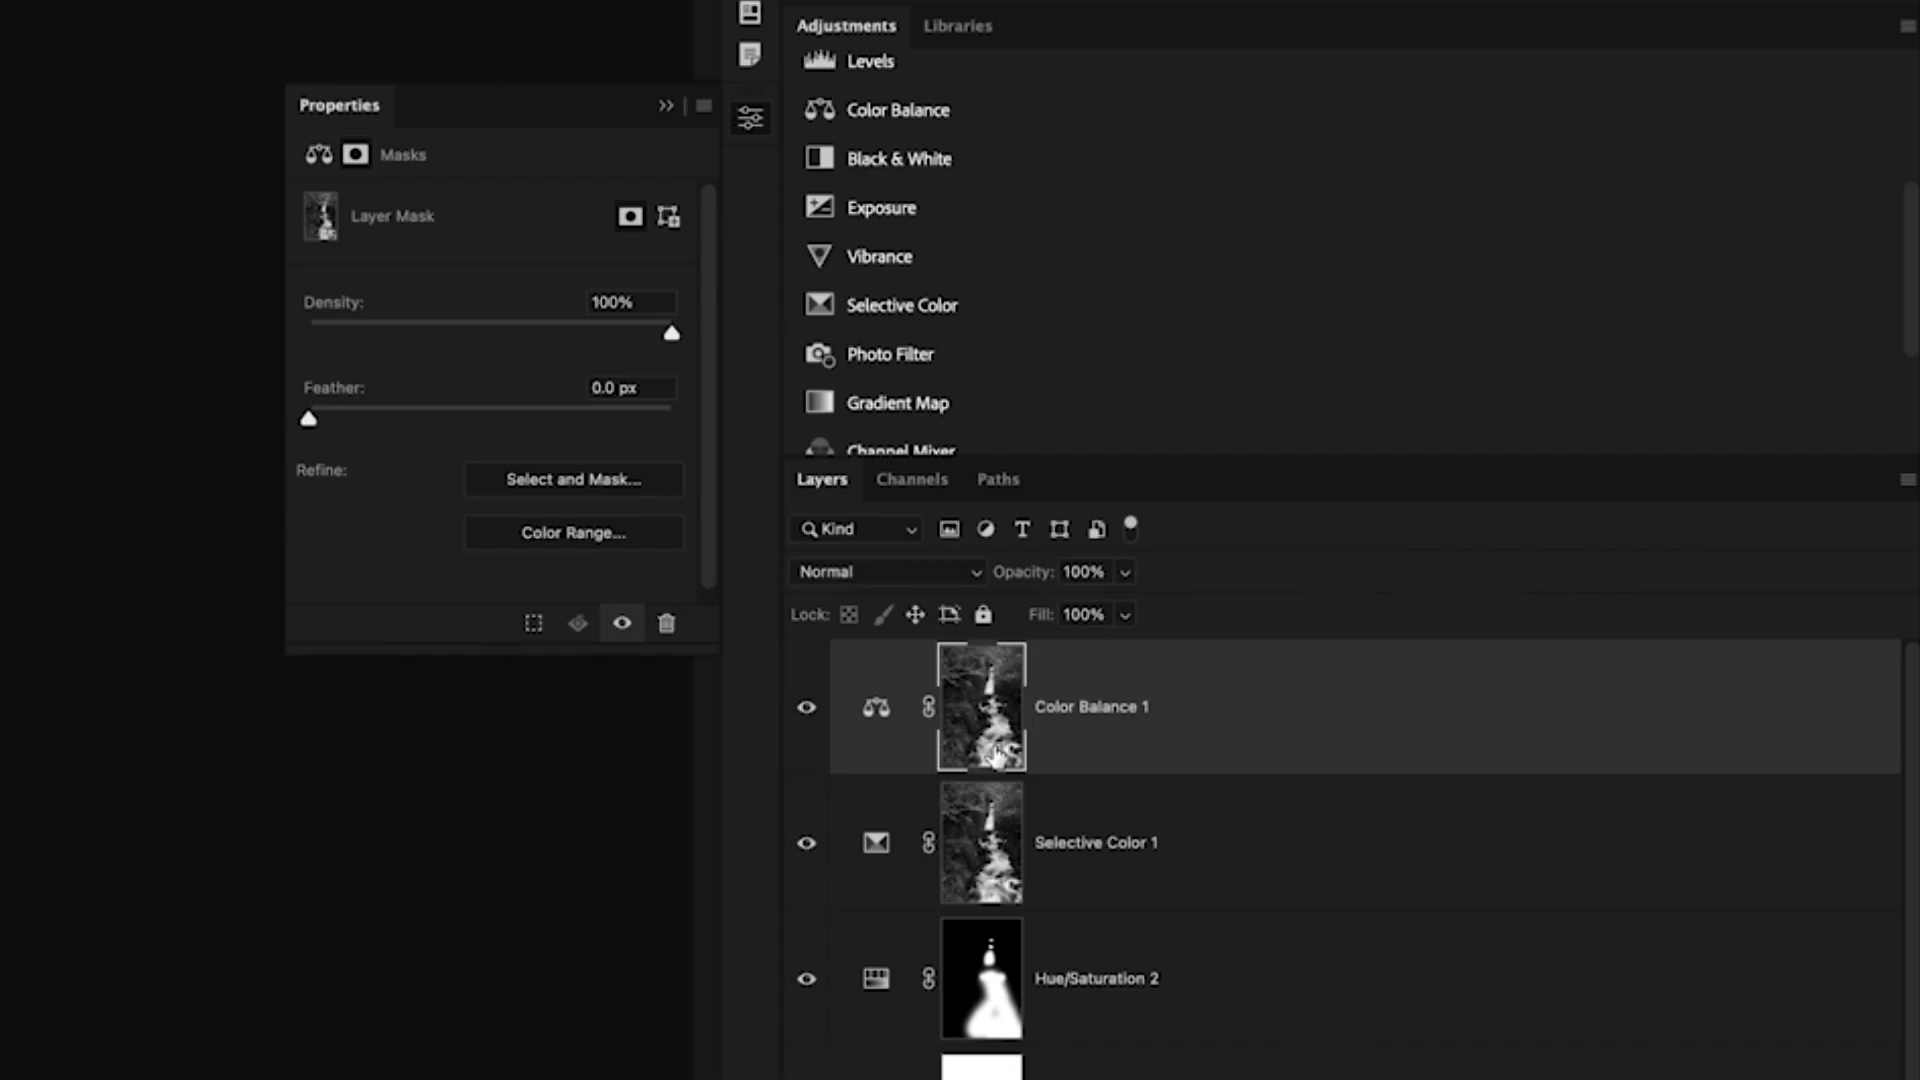 Adjustments
Libraries
Levels
Color Balance
Black & White
Exposure
Vibrance
Selective Color
Photo Filter
Gradient Map
Channel Mixer
Properties
Masks
Layer Mask
Density:
100%
Feather:
0.0 px
Refine:
Select and Mask...
Color Range...
Layers
Channels
Paths
Kind
Normal
Opacity: 100%
Lock:
Fill: 100%
Color Balance 1
Selective Color 1
Hue/Saturation 2